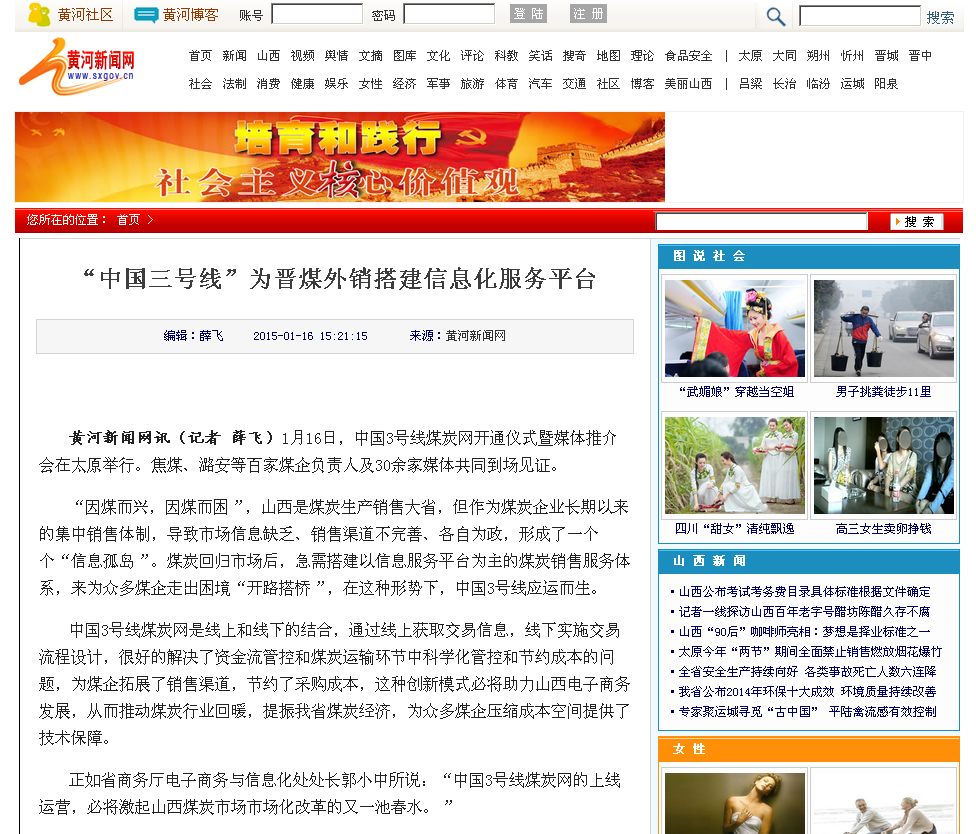 黄河社区 黄河博客 账号 密码 登 陆 注 册 搜索
黄河新闻网
www.sxgov.cn
首页 新闻 山西 视频 舆情 文摘 图库 文化 评论 科教 笑话 搜奇 地图 理论 食品安全 | 太原 大同 朔州 忻州 晋城 晋中
社会 法制 消费 健康 娱乐 女性 经济 军事 旅游 体育 汽车 交通 社区 博客 美丽山西 | 吕梁 长治 临汾 运城 阳泉
培育和践行
社会主义核心价值观
您所在的位置： 首页 > 搜 索
“中国三号线”为晋煤外销搭建信息化服务平台
编辑：薛飞 2015-01-16 15:21:15 来源：黄河新闻网
黄河新闻网讯（记者 薛飞）1月16日，中国3号线煤炭网开通仪式暨媒体推介
会在太原举行。焦煤、潞安等百家煤企负责人及30余家媒体共同到场见证。
“因煤而兴，因煤而困 ”，山西是煤炭生产销售大省，但作为煤炭企业长期以来
的集中销售体制，导致市场信息缺乏、销售渠道不完善、各自为政，形成了一个
个“信息孤岛 ”。煤炭回归市场后，急需搭建以信息服务平台为主的煤炭销售服务体
系，来为众多煤企走出困境“开路搭桥 ”，在这种形势下，中国3号线应运而生。
中国3号线煤炭网是线上和线下的结合，通过线上获取交易信息，线下实施交易
流程设计，很好的解决了资金流管控和煤炭运输环节中科学化管控和节约成本的问
题，为煤企拓展了销售渠道，节约了采购成本，这种创新模式必将助力山西电子商务
发展，从而推动煤炭行业回暖，提振我省煤炭经济，为众多煤企压缩成本空间提供了
技术保障。
正如省商务厅电子商务与信息化处处长郭小中所说：“中国3号线煤炭网的上线
运营，必将激起山西煤炭市场市场化改革的又一池春水。 ”
图 说 社 会
“武媚娘”穿越当空姐 男子挑粪徒步11里
四川“甜女”清纯飘逸 高三女生卖卵挣钱
山 西 新 闻
▪ 山西公布考试考务费目录具体标准根据文件确定
▪ 记者一线探访山西百年老字号醋坊陈醋久存不腐
▪ 山西“90后”咖啡师亮相：梦想是择业标准之一
▪ 太原今年“两节”期间全面禁止销售燃放烟花爆竹
▪ 全省安全生产持续向好 各类事故死亡人数六连降
▪ 我省公布2014年环保十大成效 环境质量持续改善
▪ 专家聚运城寻觅“古中国” 平陆禽流感有效控制
女 性